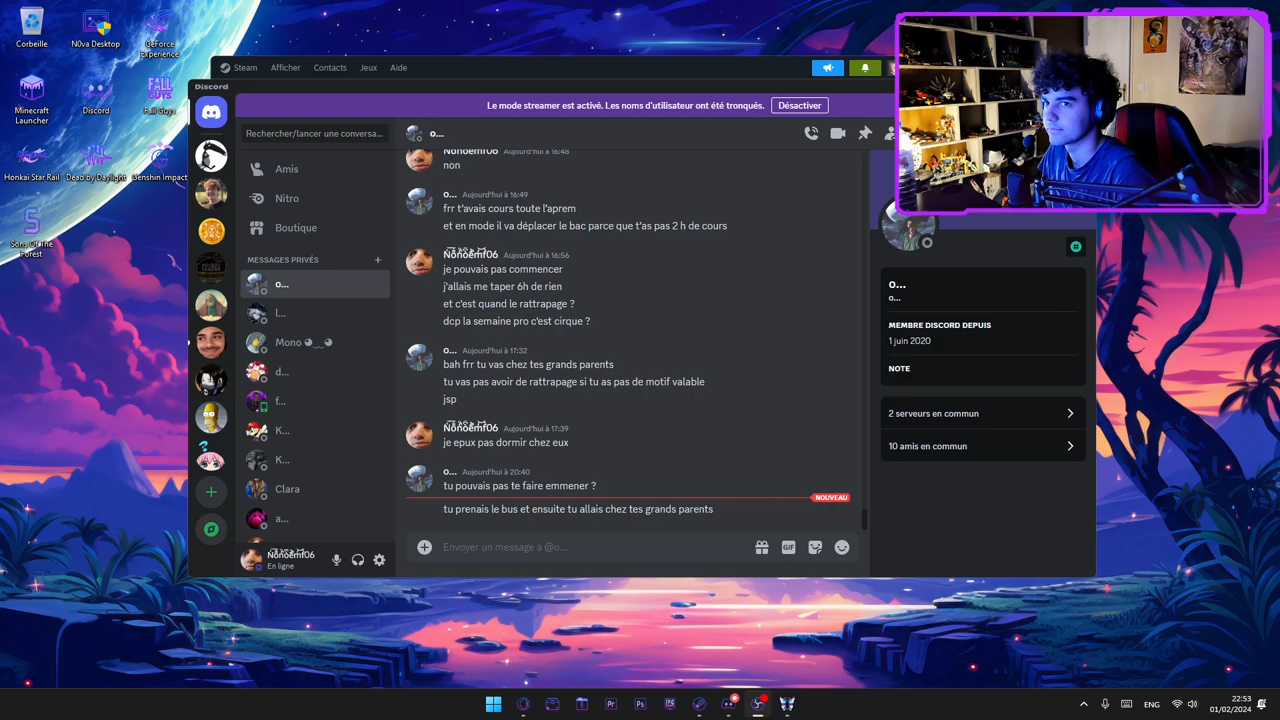 Corbeille
N0va Desktop
GeForce
Experience
Minecraft
Launcher
Discord
FALL
GUYS
Fall Guys
Honkai Star Rail
Dead by Daylight
Genshin Impact
Sons Of The
Forest
Steam Afficher Contacts Jeux Aide
Discord
Le mode streamer est activé. Les noms d'utilisateur ont été tronqués. Désactiver
Rechercher/lancer une conversa...
Amis
Nitro
Boutique
MESSAGES PRIVÉS +
o...
l...
Mono
d...
f...
K...
K...
Clara
a...
Nonoemf06
En ligne
o...
Nonoemf06 Aujourd'hui à 16:48
non
o... Aujourd'hui à 16:49
frr t'avais cours toute l'aprem
et en mode il va déplacer le bac parce que t'as pas 2 h de cours
Nonoemf06 Aujourd'hui à 16:56
je pouvais pas commencer
j'allais me taper 6h de rien
et c'est quand le rattrapage ?
dcp la semaine pro c'est cirque ?
o... Aujourd'hui à 17:32
bah frr tu vas chez tes grands parents
tu vas pas avoir de rattrapage si tu as pas de motif valable
jsp
Nonoemf06 Aujourd'hui à 17:39
je epux pas dormir chez eux
o... Aujourd'hui à 20:40
tu pouvais pas te faire emmener ?
NOUVEAU
tu prenais le bus et ensuite tu allais chez tes grands parents
Envoyer un message à @o...
GIF
o...
o...
MEMBRE DISCORD DEPUIS
1 juin 2020
NOTE
2 serveurs en commun
10 amis en commun
Pr
Ps
ENG
22:53
01/02/2024